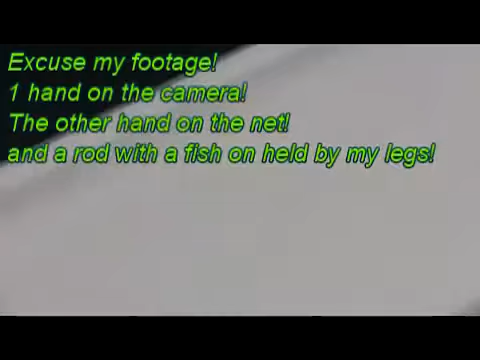 Excuse my footage!
1 hand on the camera!
The other hand on the net!
and a rod with a fish on held by my legs!